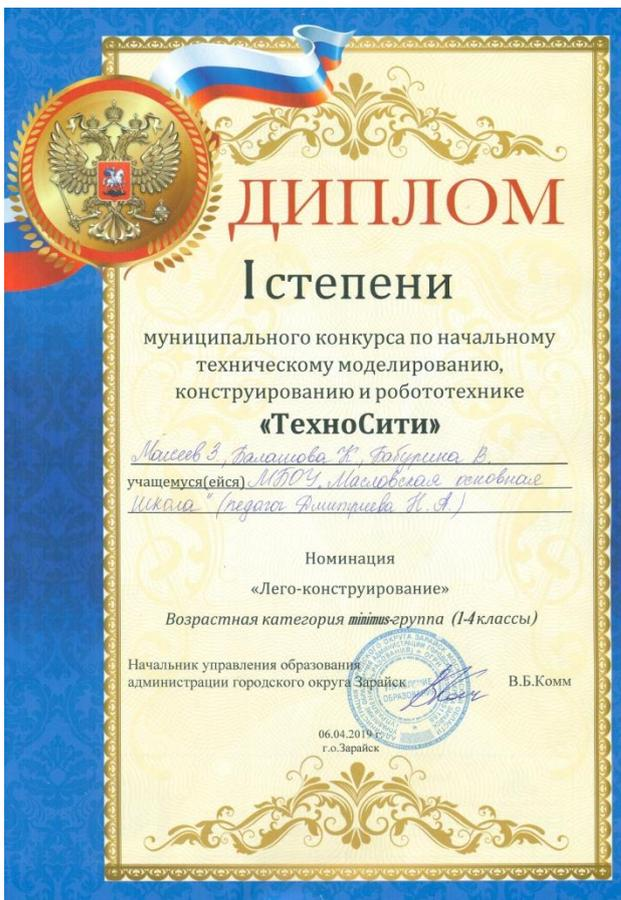 ДИПЛОМ
I степени
муниципального конкурса по начальному
техническому моделированию,
конструированию и робототехнике
«ТехноСити»
Моисеев З, Балашова К, Бабурина В.
учащемуся(ейся) МБОУ „Масловская основная
школа" (педагог Дмитриева Н. А.)
Номинация
«Лего-конструирование»
Возрастная категория minimus-группа (1-4 классы)
Начальник управления образования
администрации городского округа Зарайск
В.Б.Комм
06.04.2019 г.
г.о.Зарайск